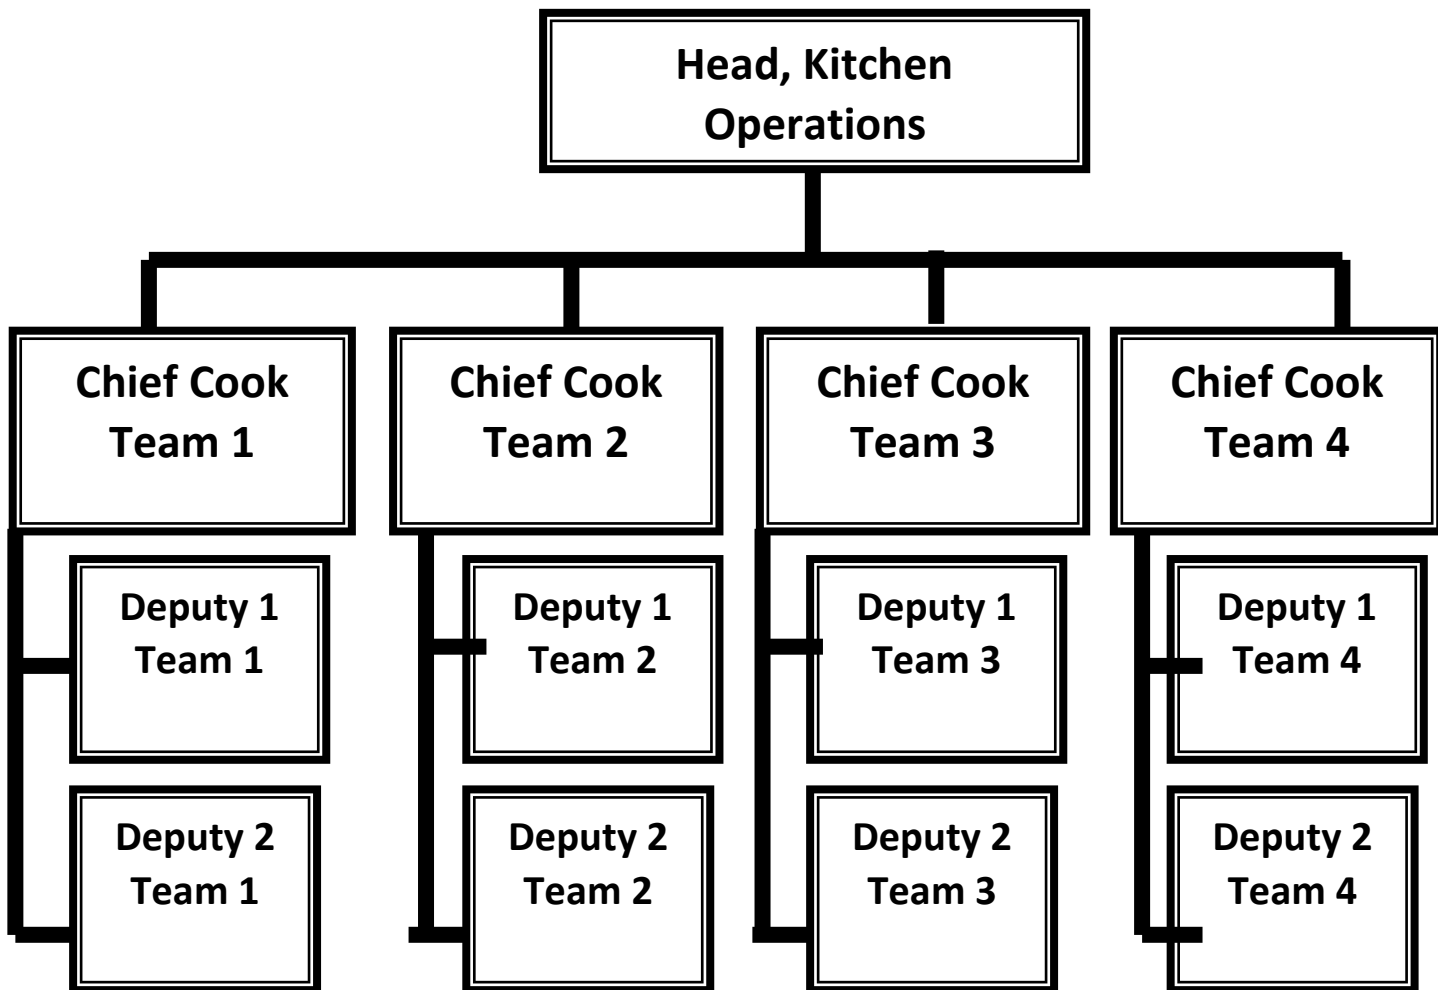 Head, Kitchen
Operations
Chief Cook
Team 1
Chief Cook
Team 2
Chief Cook
Team 3
Chief Cook
Team 4
Deputy 1
Team 1
Deputy 1
Team 2
Deputy 1
Team 3
Deputy 1
Team 4
Deputy 2
Team 1
Deputy 2
Team 2
Deputy 2
Team 3
Deputy 2
Team 4